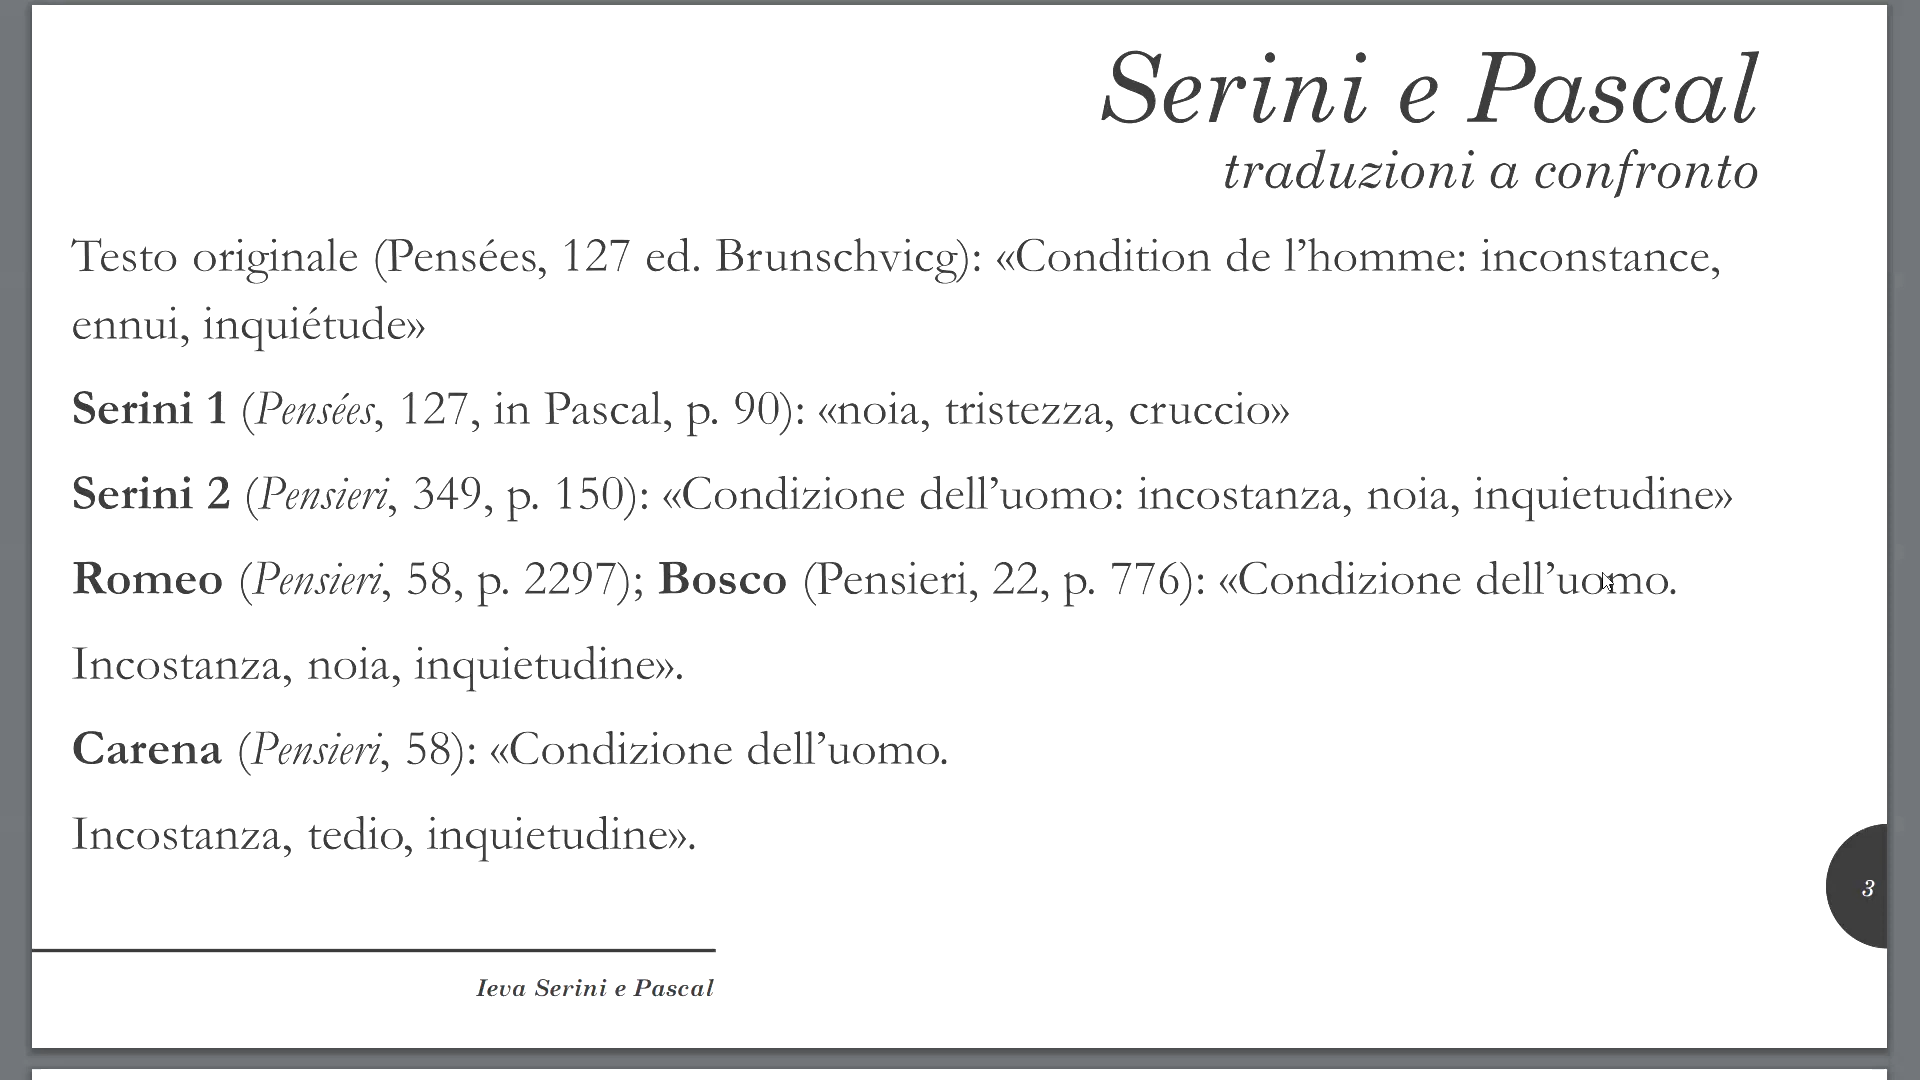 Serini e Pascal
traduzioni a confronto
Testo originale (Pensées, 127 ed. Brunschvicg): «Condition de l’homme: inconstance,
ennui, inquiétude»
Serini 1 (Pensées, 127, in Pascal, p. 90): «noia, tristezza, cruccio»
Serini 2 (Pensieri, 349, p. 150): «Condizione dell’uomo: incostanza, noia, inquietudine»
Romeo (Pensieri, 58, p. 2297); Bosco (Pensieri, 22, p. 776): «Condizione dell’uomo.
Incostanza, noia, inquietudine».
Carena (Pensieri, 58): «Condizione dell’uomo.
Incostanza, tedio, inquietudine».
3
Ieva Serini e Pascal